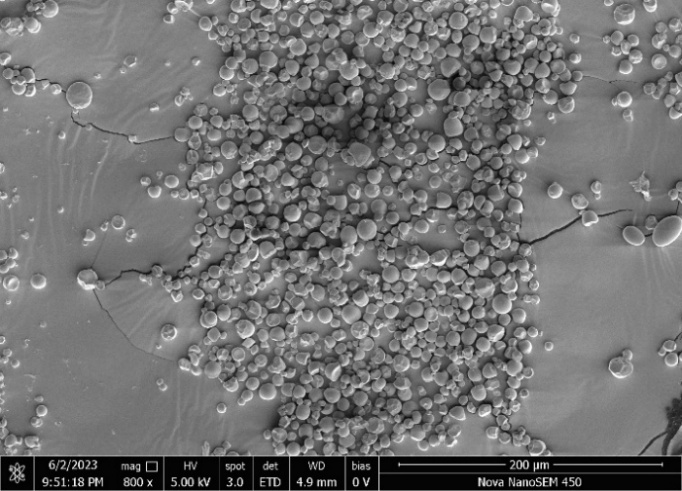 6/2/2023 mag HV spot det WD bias 200 µm
9:51:18 PM 800 x 5.00 kV 3.0 ETD 4.9 mm 0 V Nova NanoSEM 450